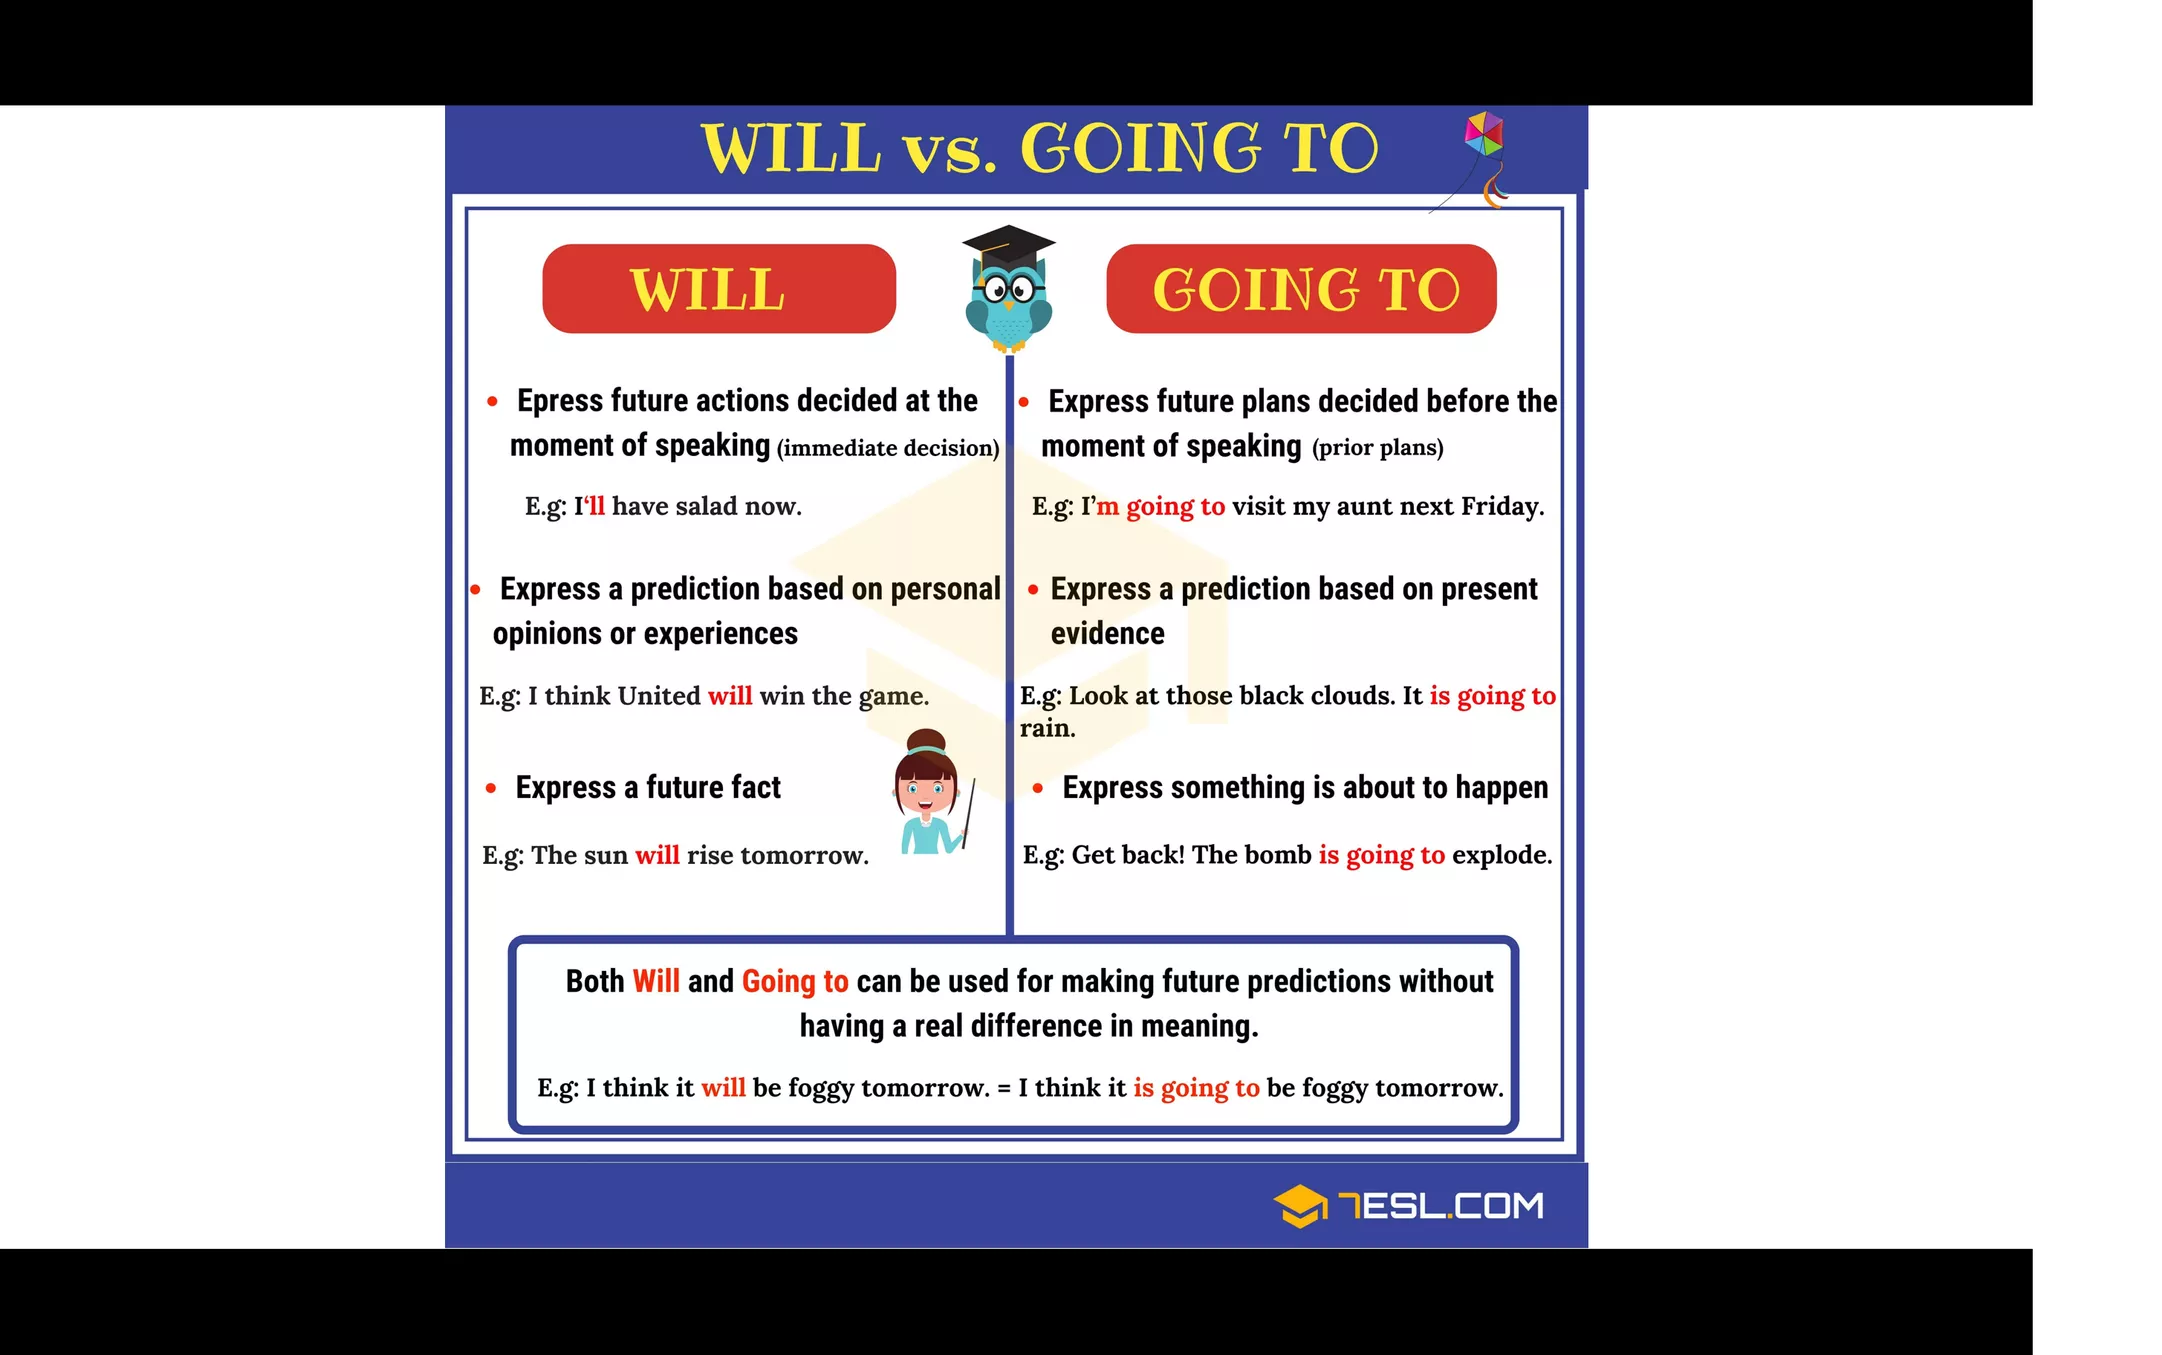 WILL vs. GOING TO
WILL
• Epress future actions decided at the
moment of speaking (immediate decision)
E.g: I‘ll have salad now.
• Express a prediction based on personal
opinions or experiences
E.g: I think United will win the game.
• Express a future fact
E.g: The sun will rise tomorrow.
GOING TO
• Express future plans decided before the
moment of speaking (prior plans)
E.g: I’m going to visit my aunt next Friday.
• Express a prediction based on present
evidence
E.g: Look at those black clouds. It is going to
rain.
• Express something is about to happen
E.g: Get back! The bomb is going to explode.
Both Will and Going to can be used for making future predictions without
having a real difference in meaning.
E.g: I think it will be foggy tomorrow. = I think it is going to be foggy tomorrow.
7ESL.COM